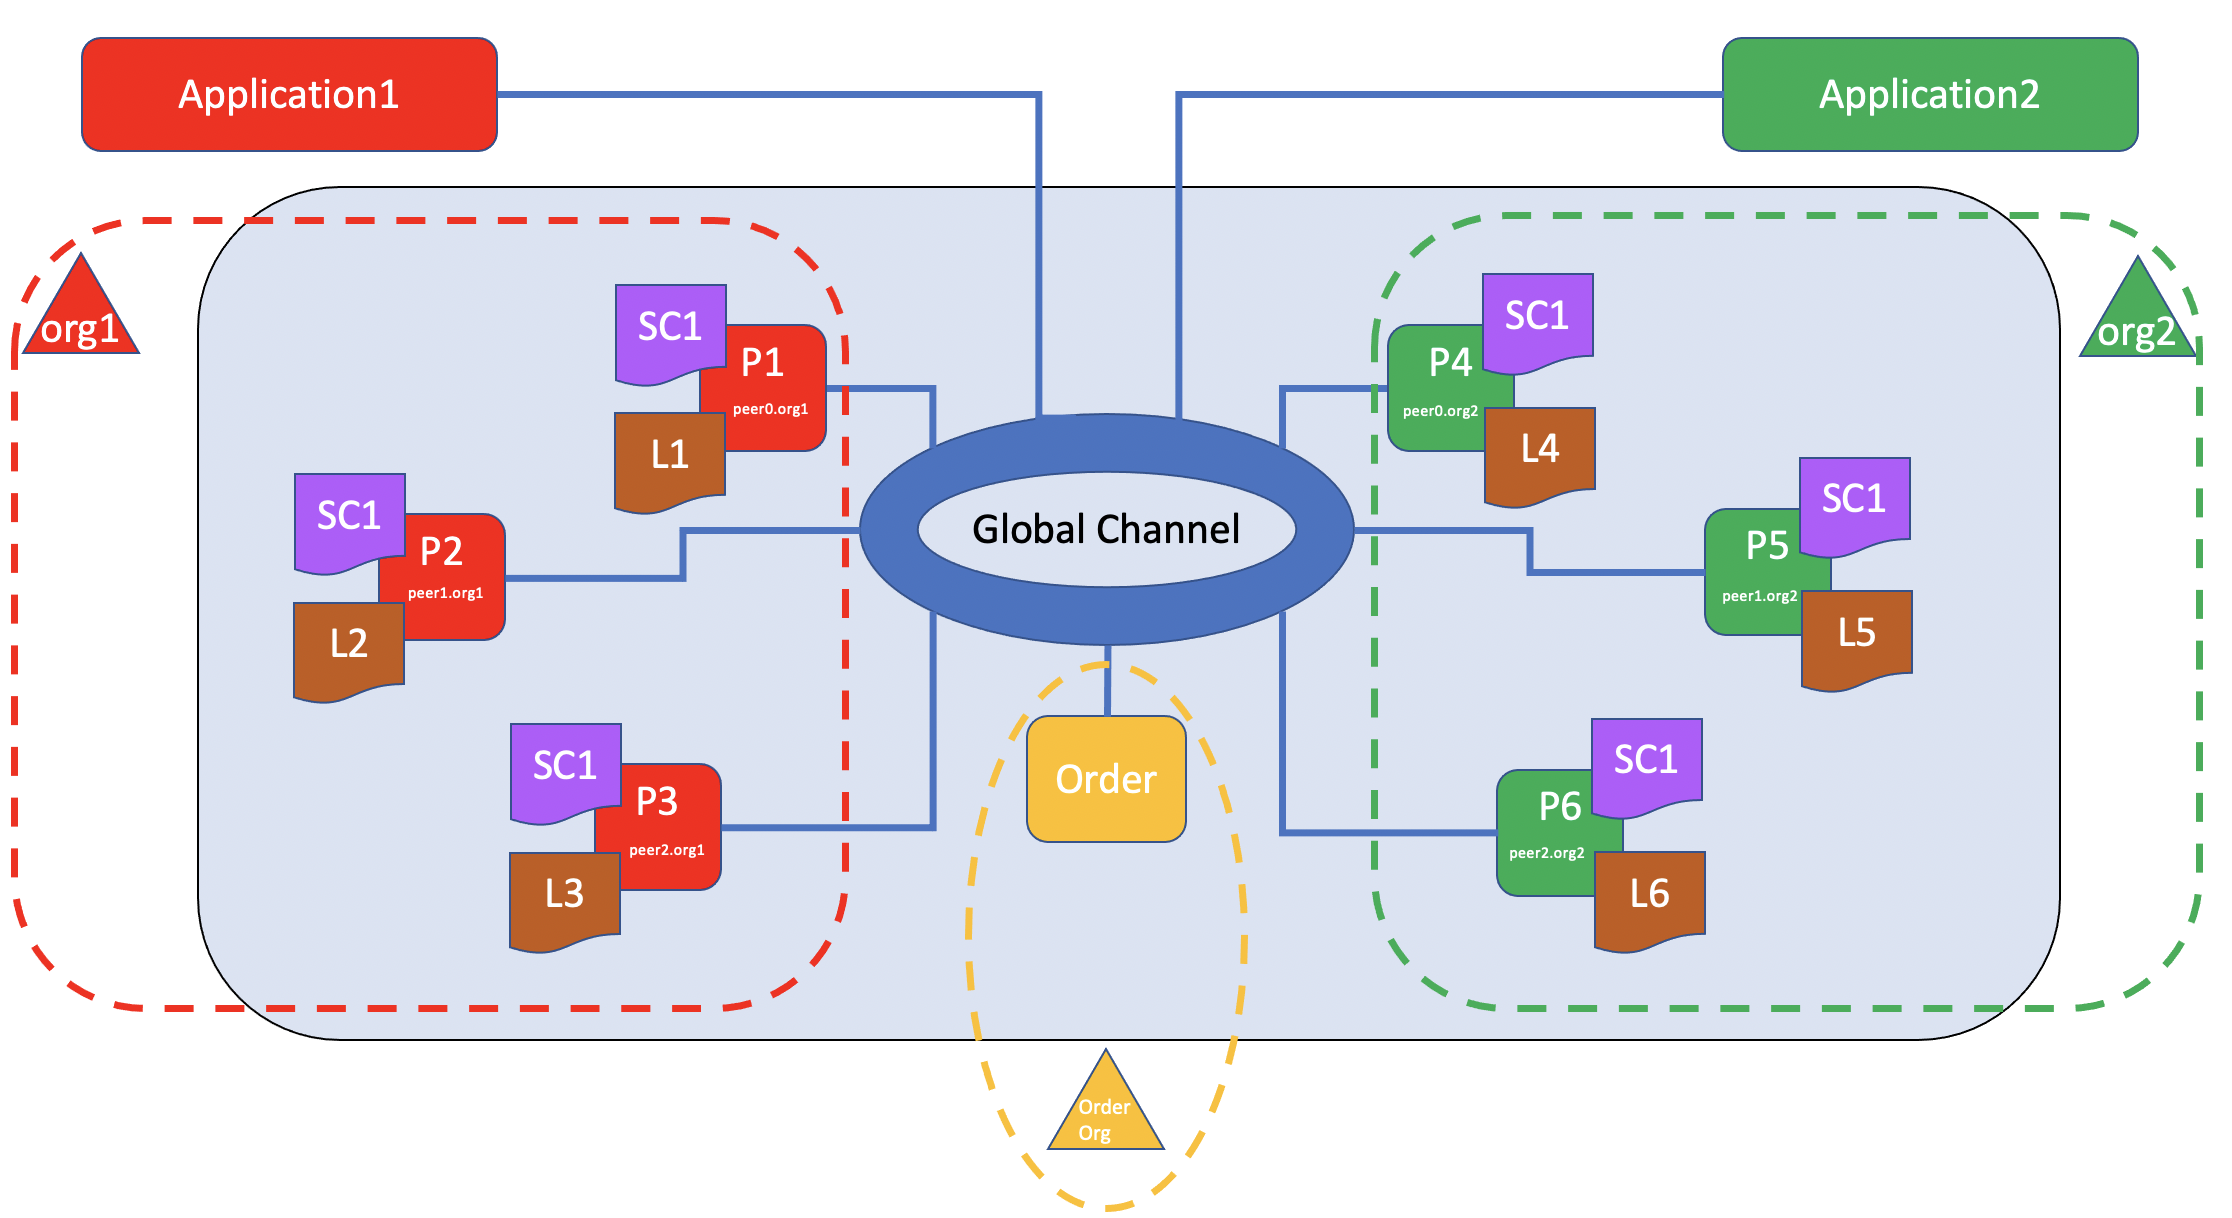 Application1
Application2
org1
org2
SC1
P1
peer0.org1
L1
SC1
P4
peer0.org2
L4
SC1
P2
peer1.org1
L2
Global Channel
SC1
P5
peer1.org2
L5
SC1
P3
peer2.org1
L3
Order
SC1
P6
peer2.org2
L6
Order
Org